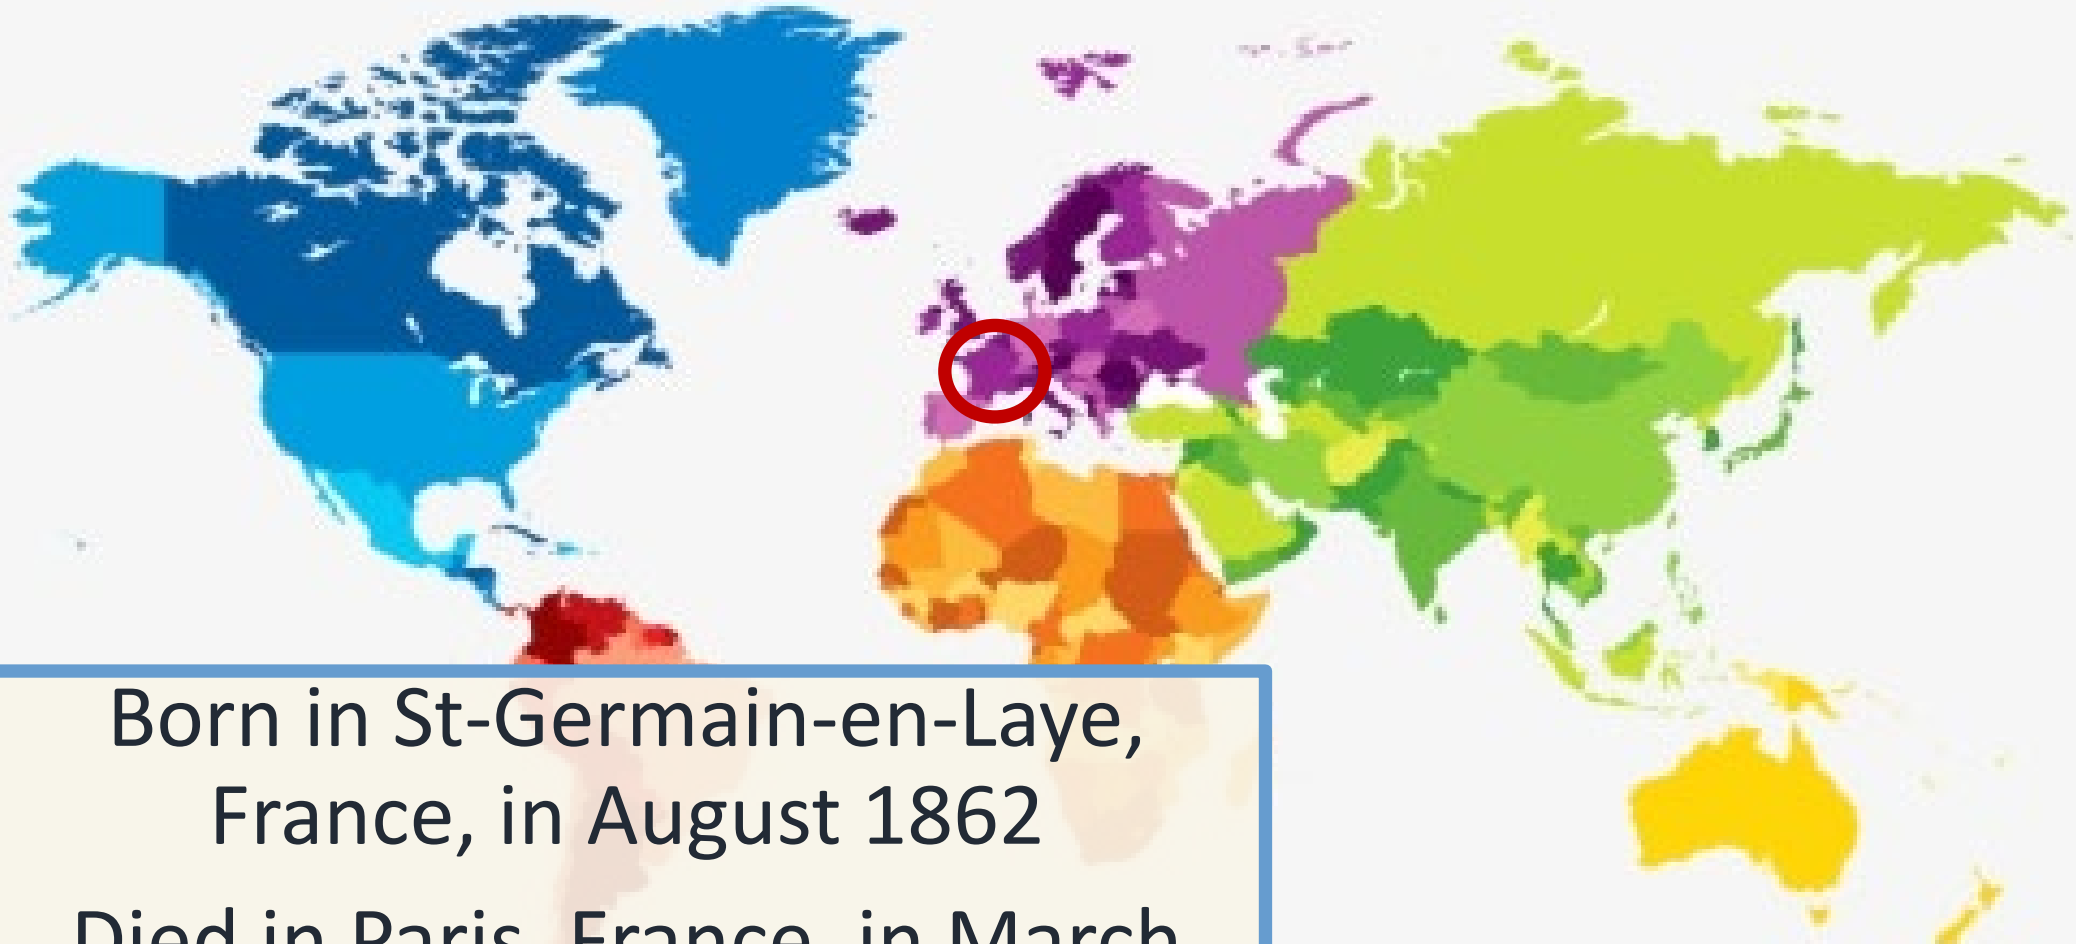 Born in St-Germain-en-Laye,
France, in August 1862
Died in Paris, France, in March